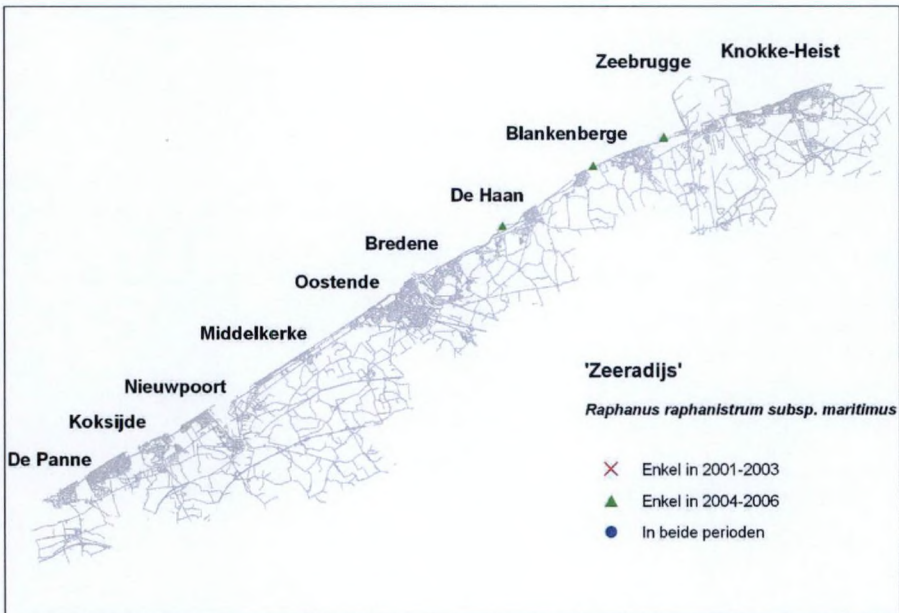 Knokke-Heist
Zeebrugge
Blankenberge
De Haan
Bredene
Oostende
Middelkerke
Nieuwpoort
Koksijde
De Panne
'Zeeradijs'
Raphanus raphanistrum subsp. maritimus
Enkel in 2001-2003
Enkel in 2004-2006
In beide perioden